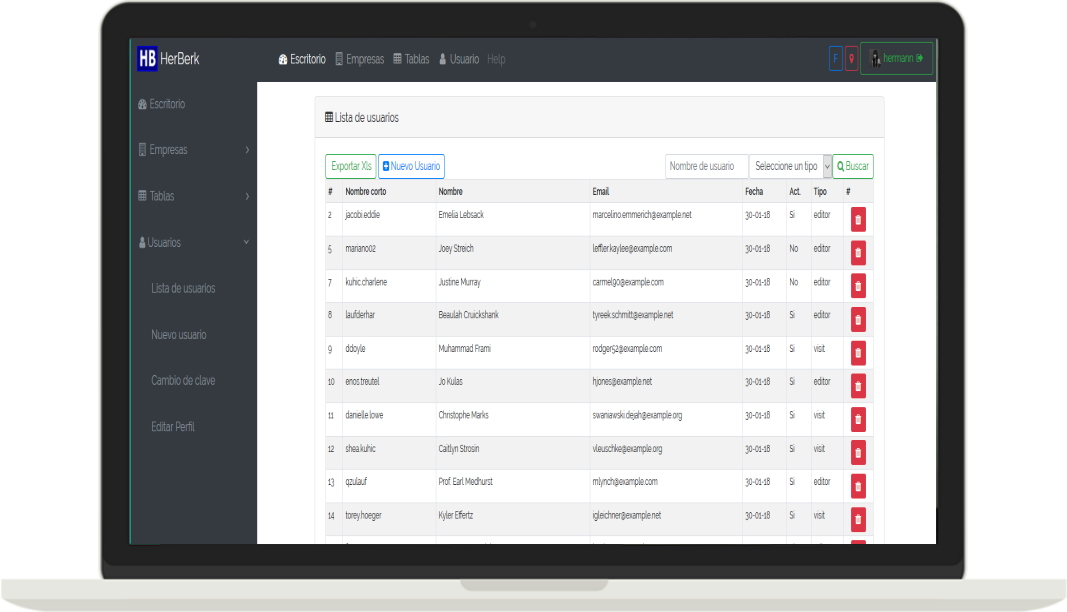 HB HerBerk
Escritorio Empresas Tablas Usuario Help
F hermann
Escritorio
Empresas
Tablas
Usuarios
Lista de usuarios
Nuevo usuario
Cambio de clave
Editar Perfil
Lista de usuarios
Exportar Xls Nuevo Usuario Nombre de usuario Seleccione un tipo Buscar
# Nombre corto Nombre Email Fecha Act. Tipo #
2 jacobi.eddie Emelia Lebsack marcelino.emmerich@example.net 30-01-18 Si editor
5 mariano02 Joey Streich leffler.kaylee@example.com 30-01-18 No editor
7 kuhic.charlene Justine Murray carmel90@example.com 30-01-18 No editor
8 laufderhar Beaulah Cruickshank tyreek.schmitt@example.net 30-01-18 Si editor
9 ddoyle Muhammad Frami rodger52@example.com 30-01-18 Si visit
10 enos.treutel Jo Kulas hjones@example.net 30-01-18 Si editor
11 danielle.lowe Christophe Marks swaniawski.dejah@example.org 30-01-18 Si visit
12 shea.kuhic Caitlyn Strosin vleuschke@example.org 30-01-18 Si visit
13 qzulauf Prof. Earl Medhurst mlynch@example.com 30-01-18 Si editor
14 torey.hoeger Kyler Effertz igleichner@example.net 30-01-18 Si visit